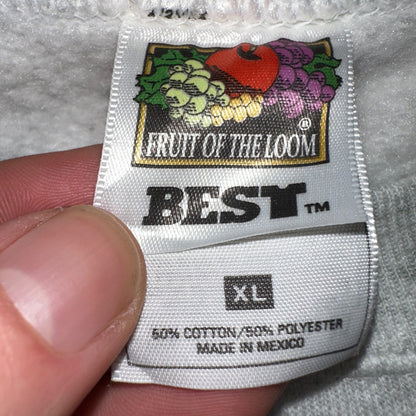 FRUIT OF THE LOOM ®
BEST™
XL
50% COTTON/50% POLYESTER
MADE IN MEXICO